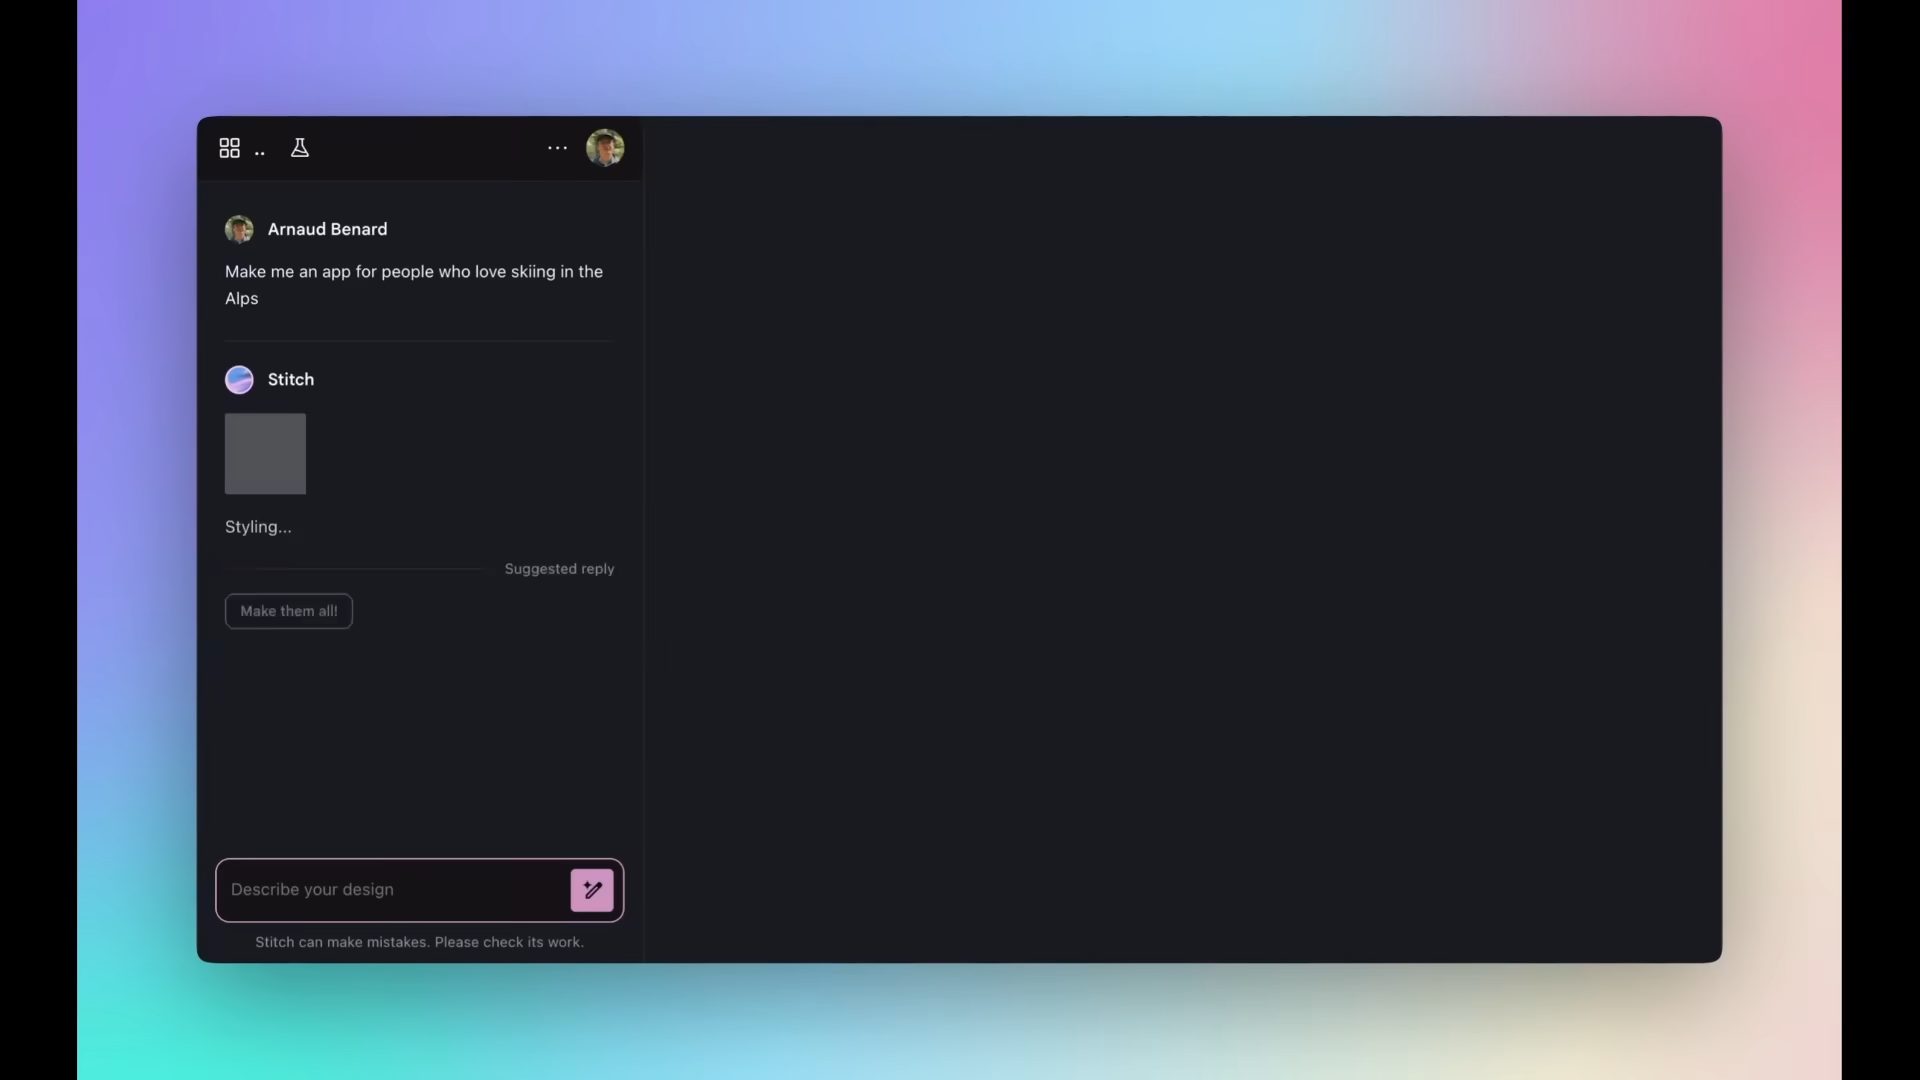 Arnaud Benard
Make me an app for people who love skiing in the
Alps
Stitch
Styling...
Suggested reply
Make them all!
Describe your design
Stitch can make mistakes. Please check its work.